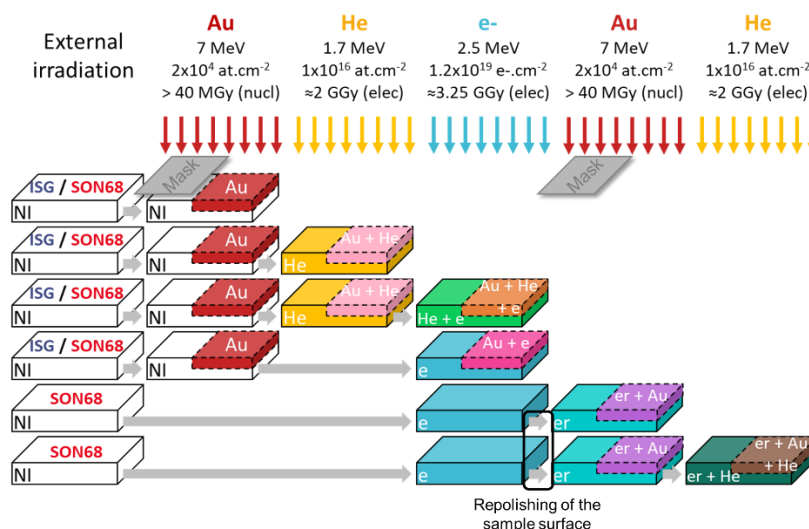 External
irradiation
Au
7 MeV
2x10⁴ at.cm⁻²
> 40 MGy (nucl)
He
1.7 MeV
1x10¹⁶ at.cm⁻²
≈2 GGy (elec)
e-
2.5 MeV
1.2x10¹⁹ e-.cm⁻²
≈3.25 GGy (elec)
Au
7 MeV
2x10⁴ at.cm⁻²
> 40 MGy (nucl)
He
1.7 MeV
1x10¹⁶ at.cm⁻²
≈2 GGy (elec)
Mask
Mask
ISG / SON68
NI
NI
Au
ISG / SON68
NI
NI
Au
He
Au + He
ISG / SON68
NI
NI
Au
He
Au + He
He + e
Au + He
+ e
ISG / SON68
NI
NI
Au
e
Au + e
SON68
NI
e
er
er + Au
SON68
NI
e
er
er + Au
er + He
er + Au
+ He
Repolishing of the
sample surface